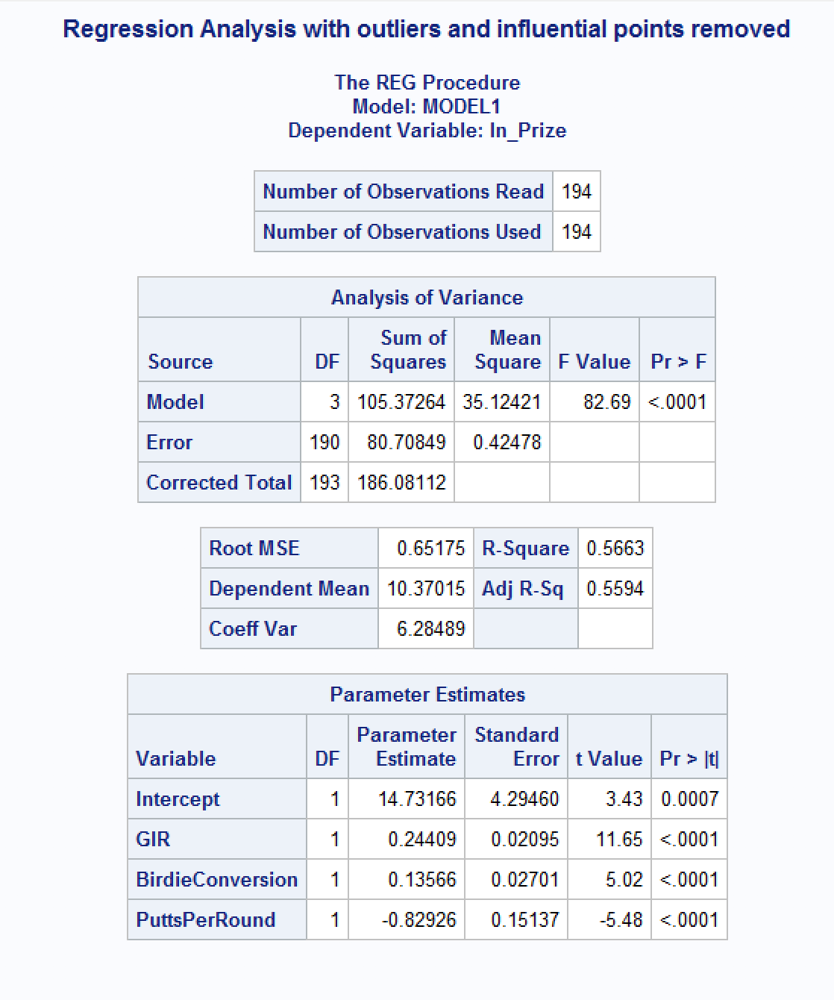 Regression Analysis with outliers and influential points removed
The REG Procedure
Model: MODEL1
Dependent Variable: ln_Prize
Number of Observations Read 194
Number of Observations Used 194
Analysis of Variance
Source DF Sum of Squares Mean Square F Value Pr > F
Model 3 105.37264 35.12421 82.69 <.0001
Error 190 80.70849 0.42478
Corrected Total 193 186.08112
Root MSE 0.65175 R-Square 0.5663
Dependent Mean 10.37015 Adj R-Sq 0.5594
Coeff Var 6.28489
Parameter Estimates
Variable DF Parameter Estimate Standard Error t Value Pr > |t|
Intercept 1 14.73166 4.29460 3.43 0.0007
GIR 1 0.24409 0.02095 11.65 <.0001
BirdieConversion 1 0.13566 0.02701 5.02 <.0001
PuttsPerRound 1 -0.82926 0.15137 -5.48 <.0001